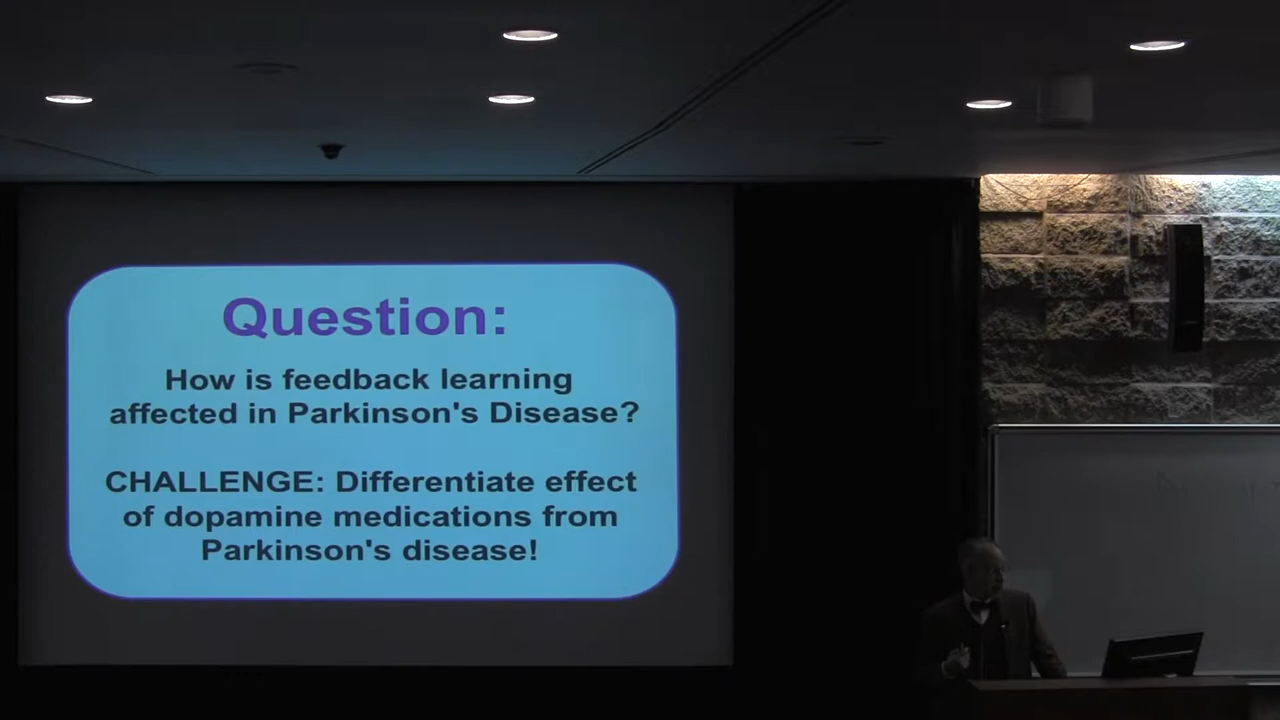 Question:
How is feedback learning
affected in Parkinson's Disease?
CHALLENGE: Differentiate effect
of dopamine medications from
Parkinson's disease!